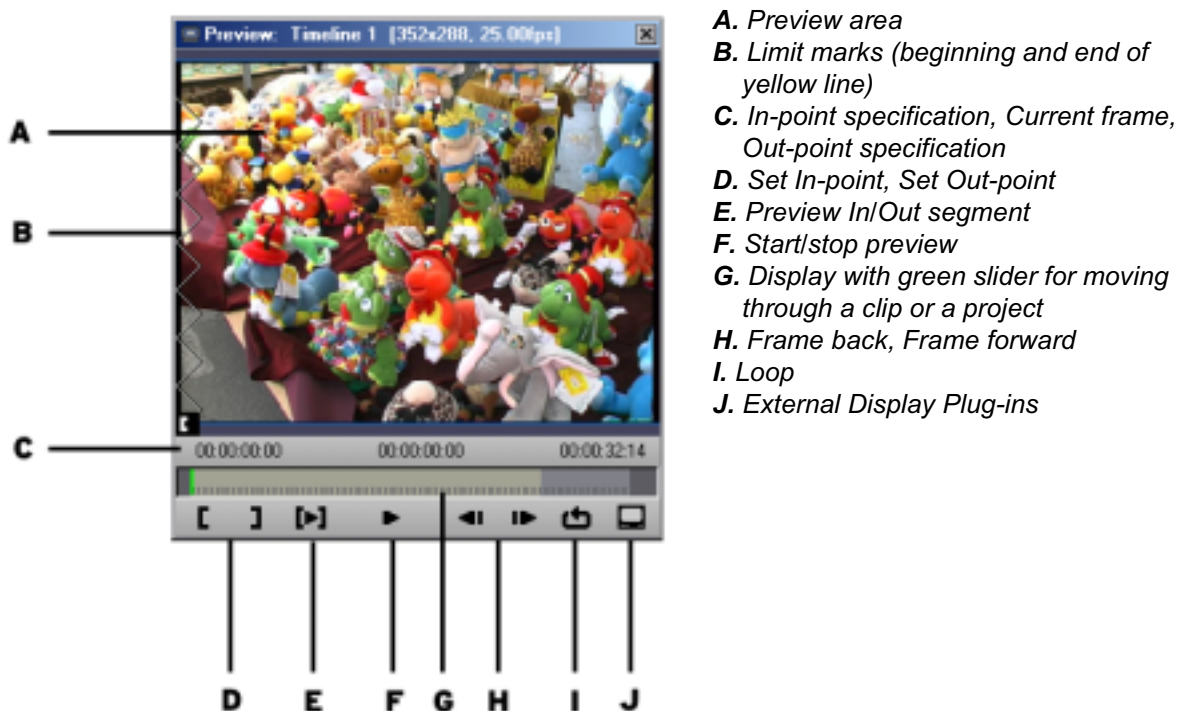 Preview: Timeline 1 [352x288, 25.00fps]
A
B
C
00:00:00:00 00:00:00:00 00:00:32:14
D E F G H I J
A. Preview area
B. Limit marks (beginning and end of
yellow line)
C. In-point specification, Current frame,
Out-point specification
D. Set In-point, Set Out-point
E. Preview In/Out segment
F. Start/stop preview
G. Display with green slider for moving
through a clip or a project
H. Frame back, Frame forward
I. Loop
J. External Display Plug-ins